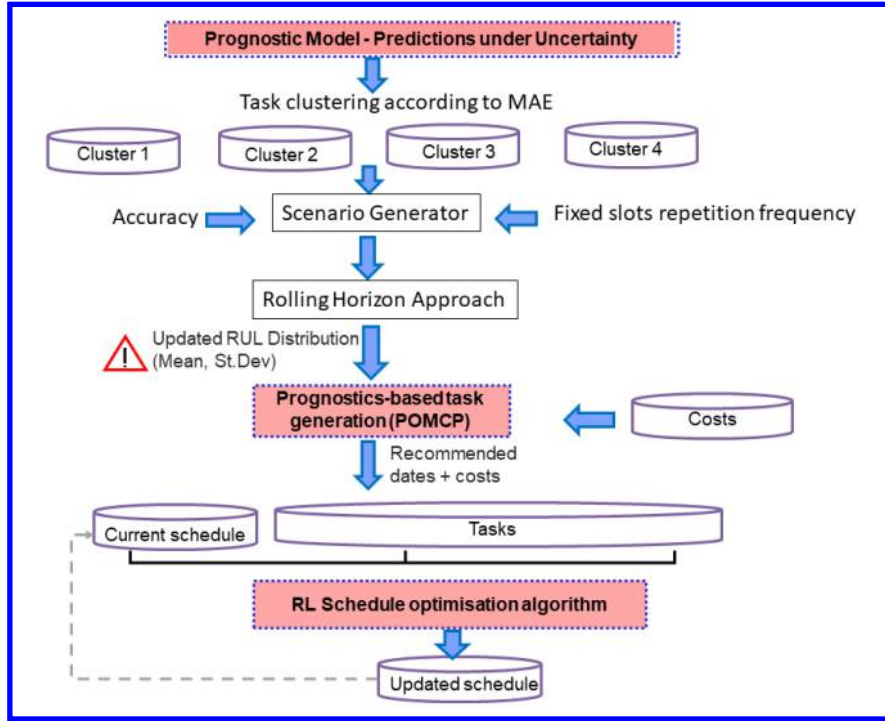 Prognostic Model - Predictions under Uncertainty
Task clustering according to MAE
Cluster 1
Cluster 2
Cluster 3
Cluster 4
Accuracy
Scenario Generator
Fixed slots repetition frequency
Rolling Horizon Approach
!
Updated RUL Distribution
(Mean, St.Dev)
Prognostics-based task
generation (POMCP)
Costs
Recommended
dates + costs
Current schedule
Tasks
RL Schedule optimisation algorithm
Updated schedule